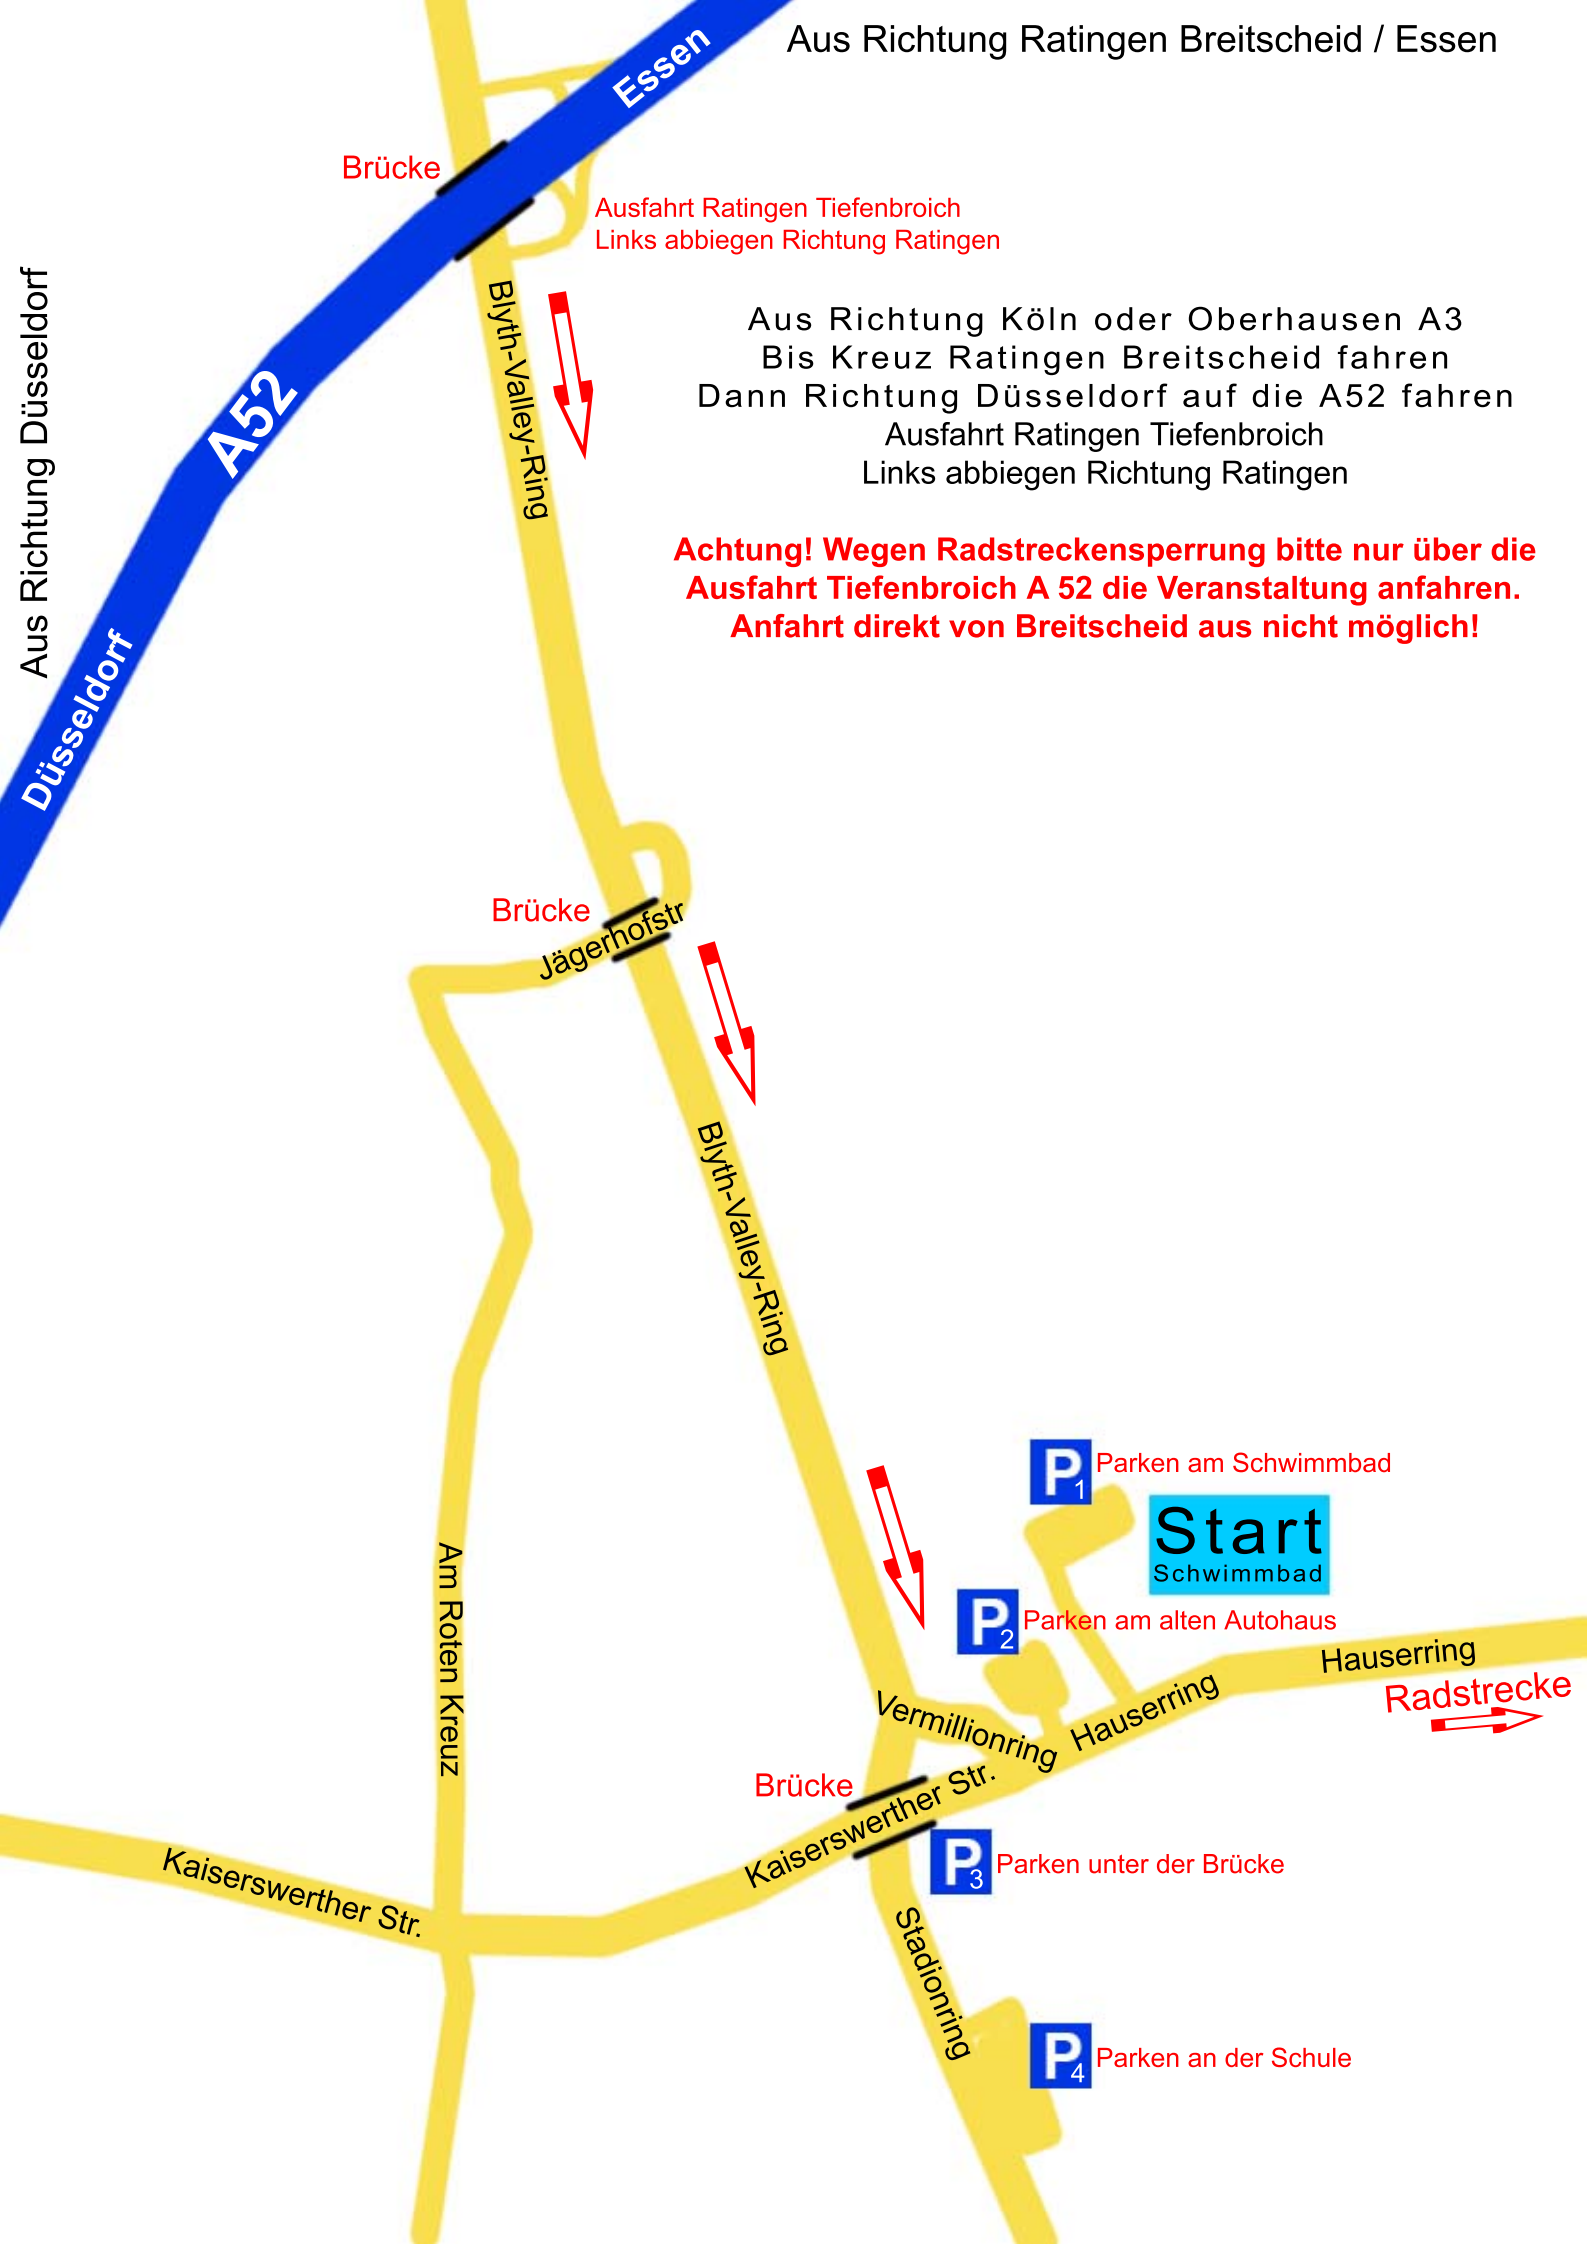 Aus Richtung Ratingen Breitscheid / Essen
Essen
Brücke
Ausfahrt Ratingen Tiefenbroich
Links abbiegen Richtung Ratingen
Aus Richtung Düsseldorf
Blyth-Valley-Ring
A52
Düsseldorf
Aus Richtung Köln oder Oberhausen A3
Bis Kreuz Ratingen Breitscheid fahren
Dann Richtung Düsseldorf auf die A52 fahren
Ausfahrt Ratingen Tiefenbroich
Links abbiegen Richtung Ratingen
Achtung! Wegen Radstreckensperrung bitte nur über die
Ausfahrt Tiefenbroich A 52 die Veranstaltung anfahren.
Anfahrt direkt von Breitscheid aus nicht möglich!
Brücke
Jägerhofstr
Blyth-Valley-Ring
P1
Parken am Schwimmbad
Start
Schwimmbad
P2
Parken am alten Autohaus
Am Roten Kreuz
Hauserring
Radstrecke
Vermillionring
Hauserring
Brücke
Kaiserswerther Str.
P3
Parken unter der Brücke
Kaiserswerther Str.
Stadionring
P4
Parken an der Schule